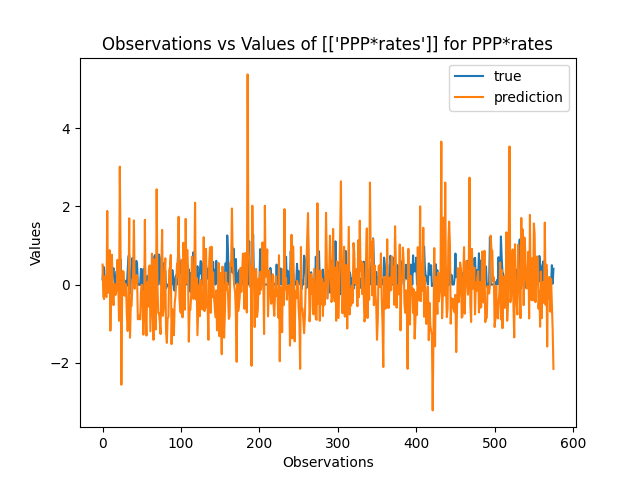 Observations vs Values of [['PPP*rates']] for PPP*rates
true
prediction
Values
4
2
0
−2
0 100 200 300 400 500 600
Observations